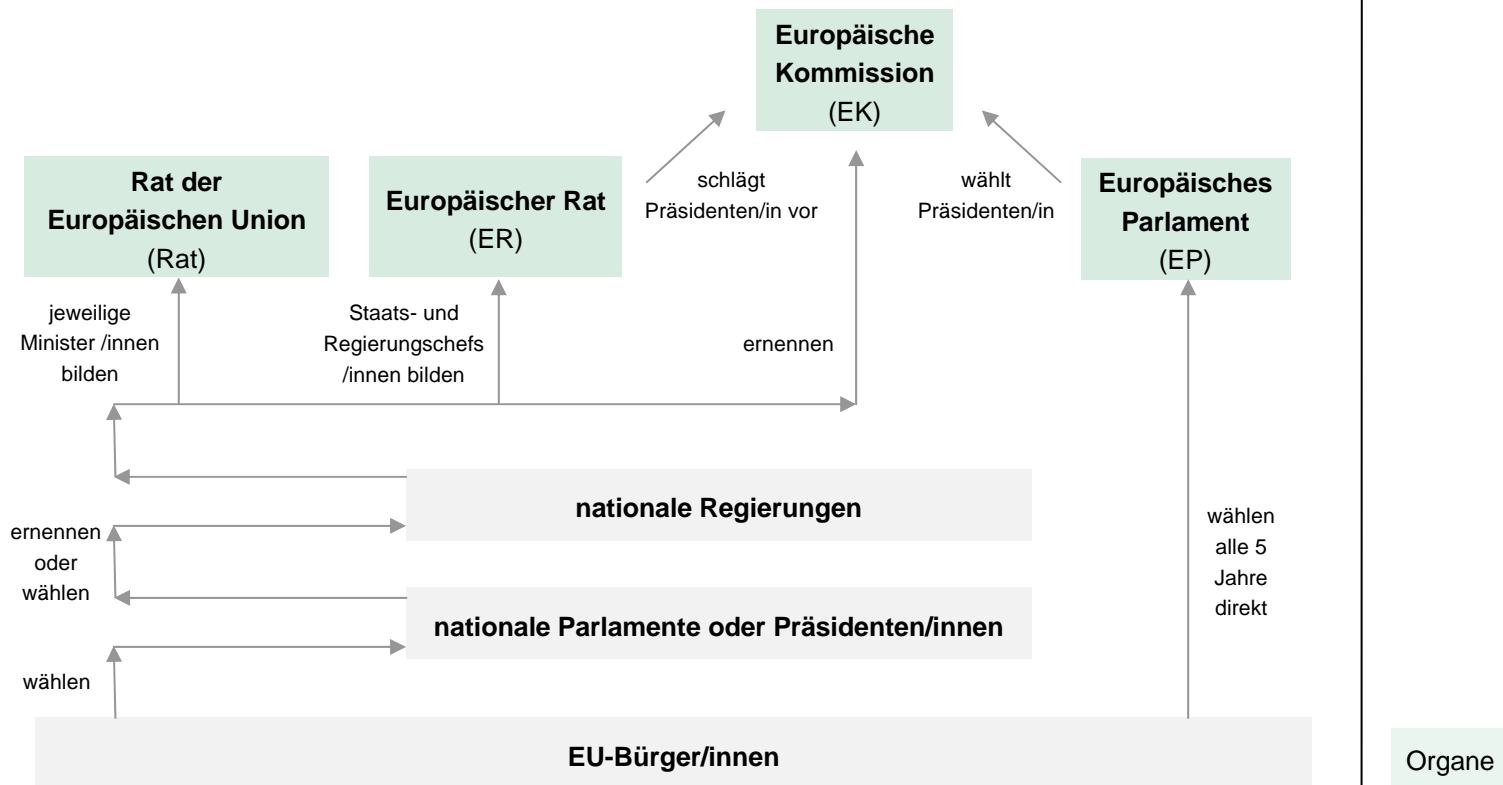 Europäische
Kommission
(EK)
Rat der
Europäischen Union
(Rat)
Europäischer Rat
(ER)
schlägt
Präsidenten/in vor
wählt
Präsidenten/in
Europäisches
Parlament
(EP)
jeweilige
Minister /innen
bilden
Staats- und
Regierungschefs
/innen bilden
ernennen
nationale Regierungen
ernennen
oder
wählen
wählen
alle 5
Jahre
direkt
nationale Parlamente oder Präsidenten/innen
wählen
EU-Bürger/innen
Organe